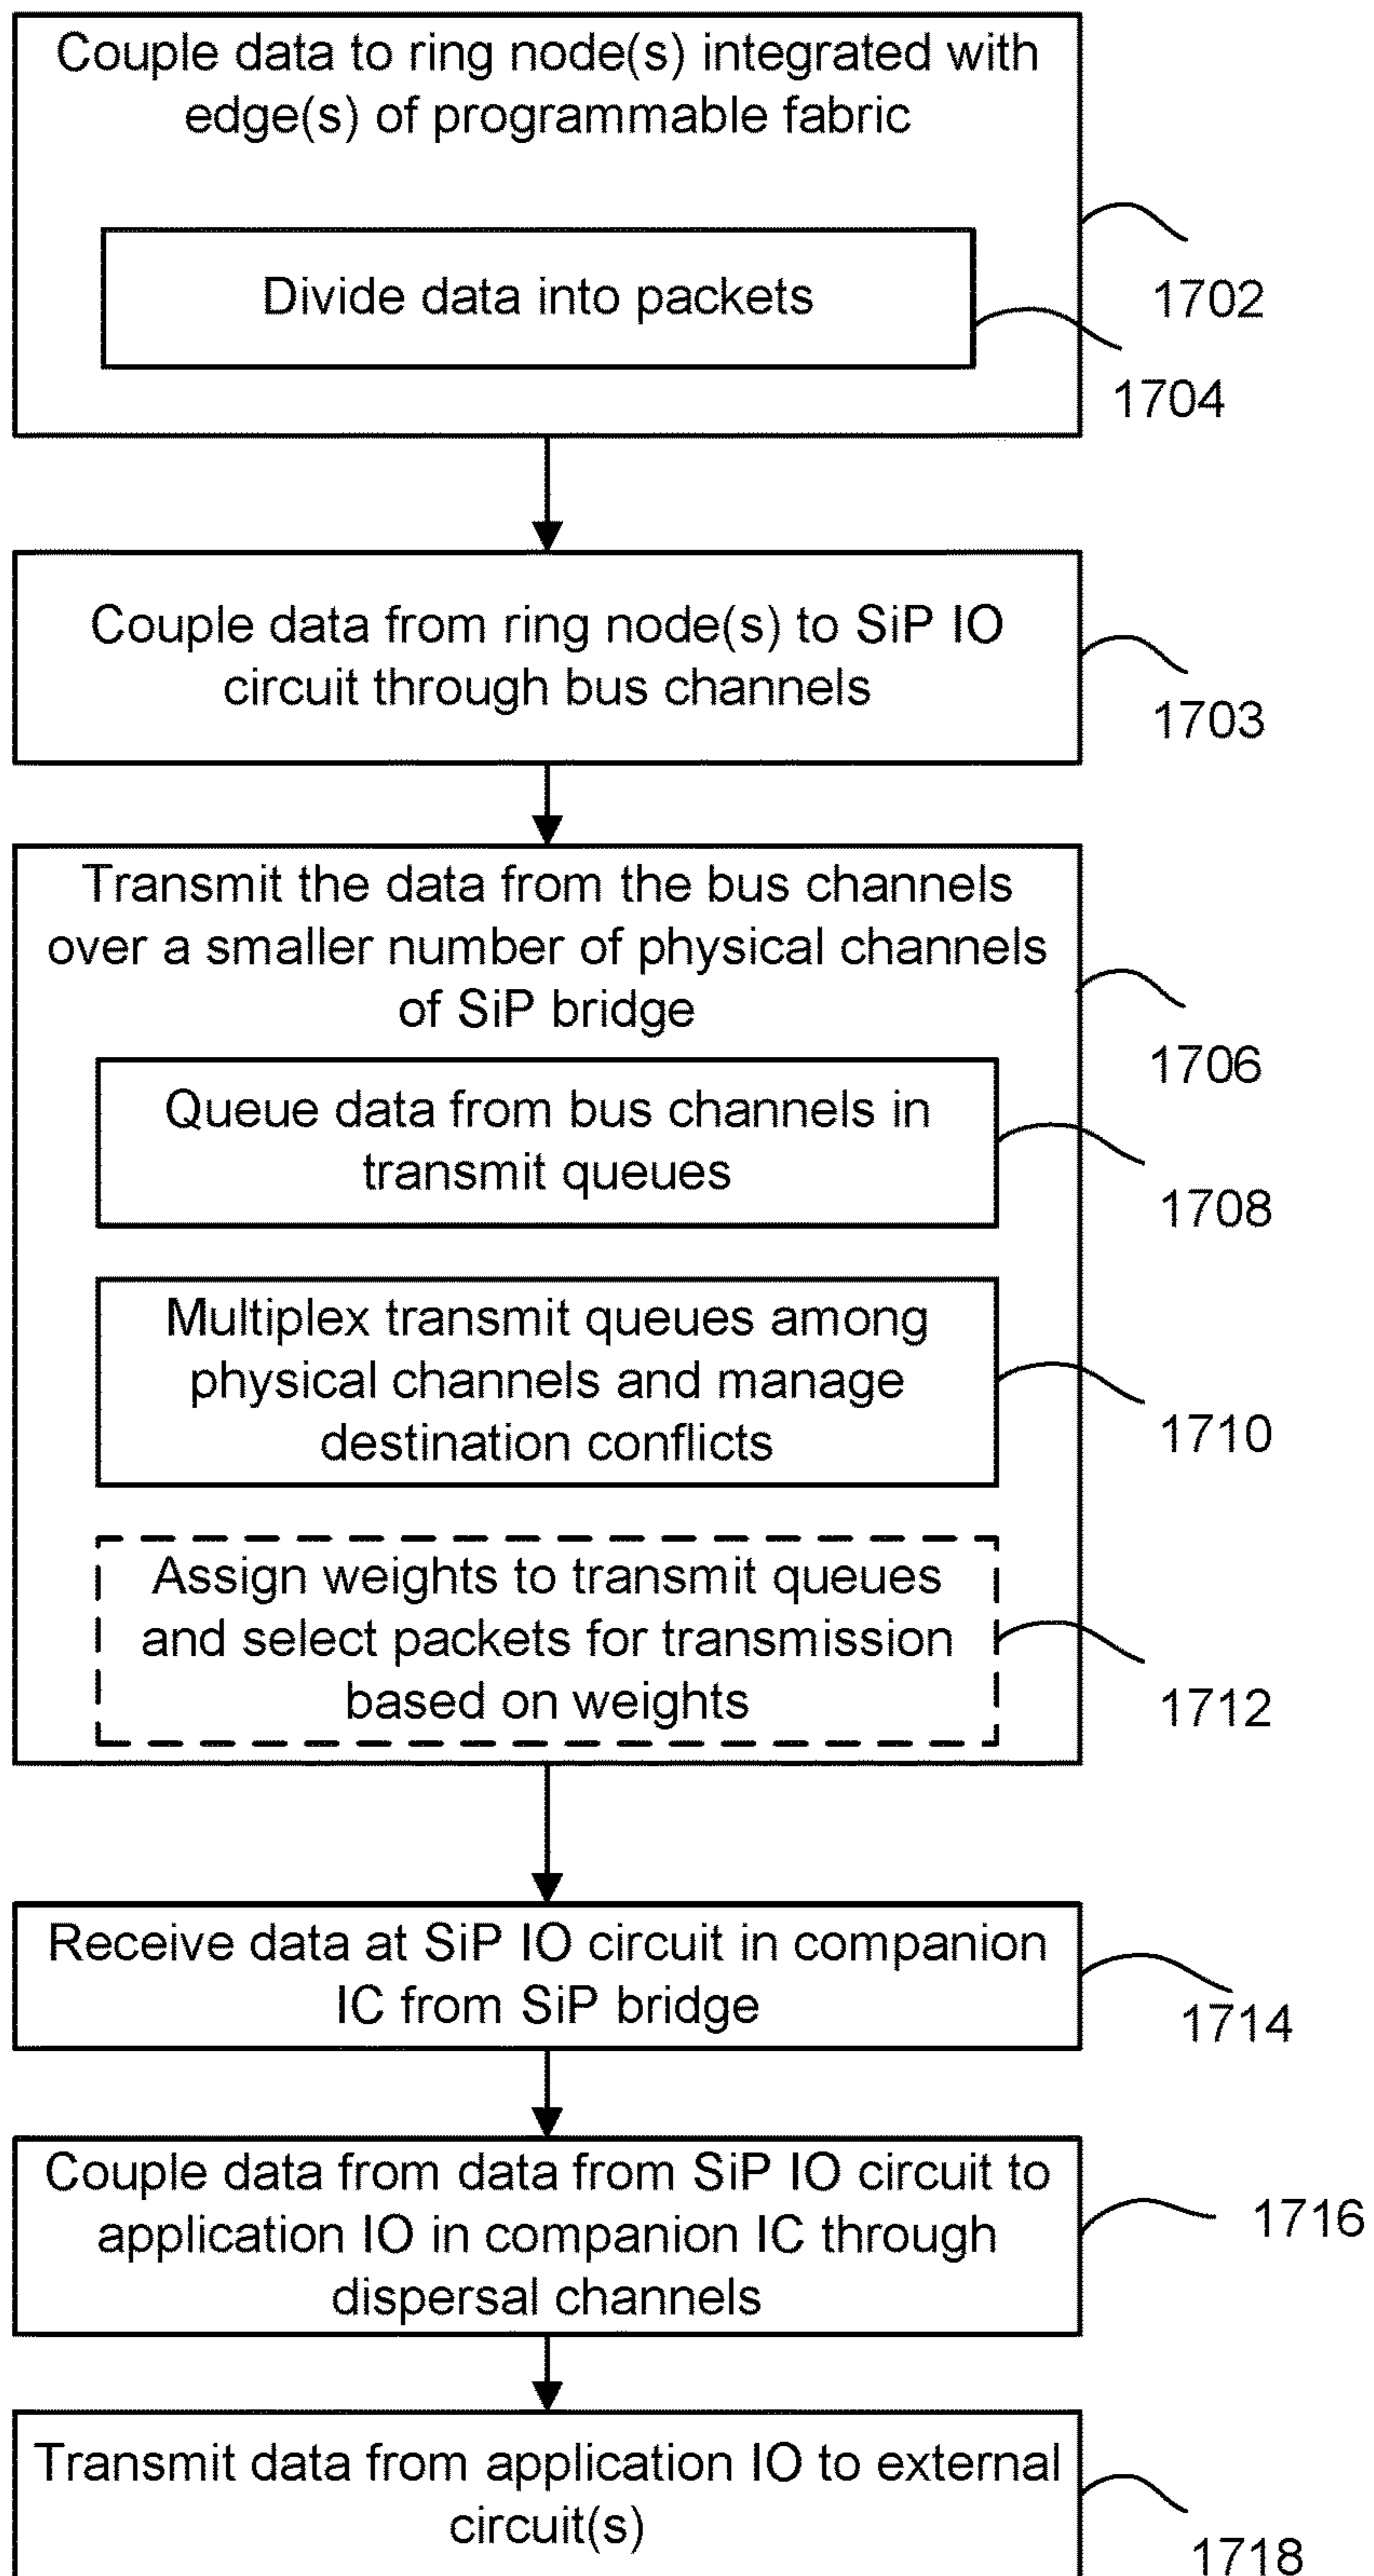 Couple data to ring node(s) integrated with
edge(s) of programmable fabric
Divide data into packets
1702
1704
Couple data from ring node(s) to SiP IO
circuit through bus channels
1703
Transmit the data from the bus channels
over a smaller number of physical channels
of SiP bridge
1706
Queue data from bus channels in
transmit queues
1708
Multiplex transmit queues among
physical channels and manage
destination conflicts
1710
Assign weights to transmit queues
and select packets for transmission
based on weights
1712
Receive data at SiP IO circuit in companion
IC from SiP bridge
1714
Couple data from data from SiP IO circuit to
application IO in companion IC through
dispersal channels
1716
Transmit data from application IO to external
circuit(s)
1718